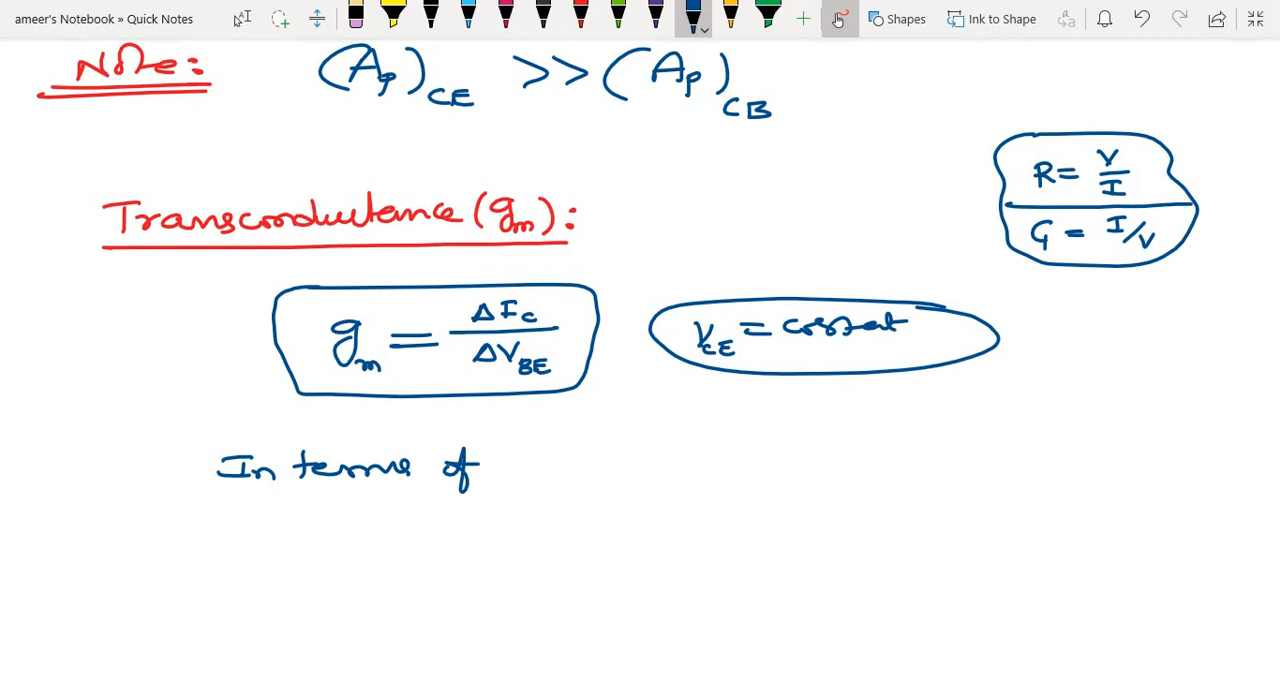 ameer's Notebook » Quick Notes
Shapes Ink to Shape
Note: (Ap)CE >> (Ap)CB
R = V/I
G = I/V
Transconductance (gm):
gm = ΔIC/ΔVBE VCE = constant
In terms of